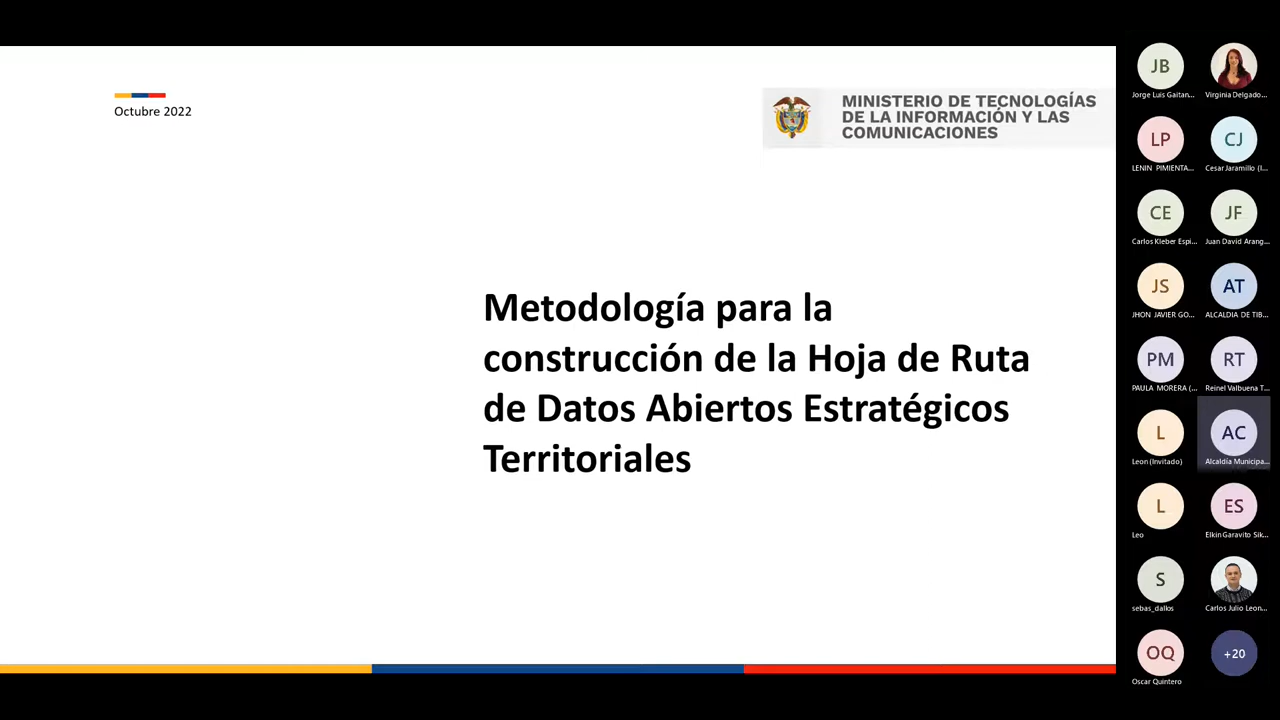 Octubre 2022
MINISTERIO DE TECNOLOGÍAS
DE LA INFORMACIÓN Y LAS
COMUNICACIONES
Metodología para la
construcción de la Hoja de Ruta
de Datos Abiertos Estratégicos
Territoriales
JB
Jorge Luis Gaitan...
Virginia Delgado...
LP
LENIN PIMIENTA...
CJ
Cesar Jaramillo (I...
CE
Carlos Kleber Espi...
JF
Juan David Arang...
JS
JHON JAVIER GO...
AT
ALCALDIA DE TIB...
PM
PAULA MORERA (...
RT
Reinel Valbuena T...
L
Leon (Invitado)
AC
Alcaldía Municipa...
L
Leo
ES
Elkin Garavito Sik...
S
sebas_dallos
Carlos Julio Leon...
OQ
Oscar Quintero
+20